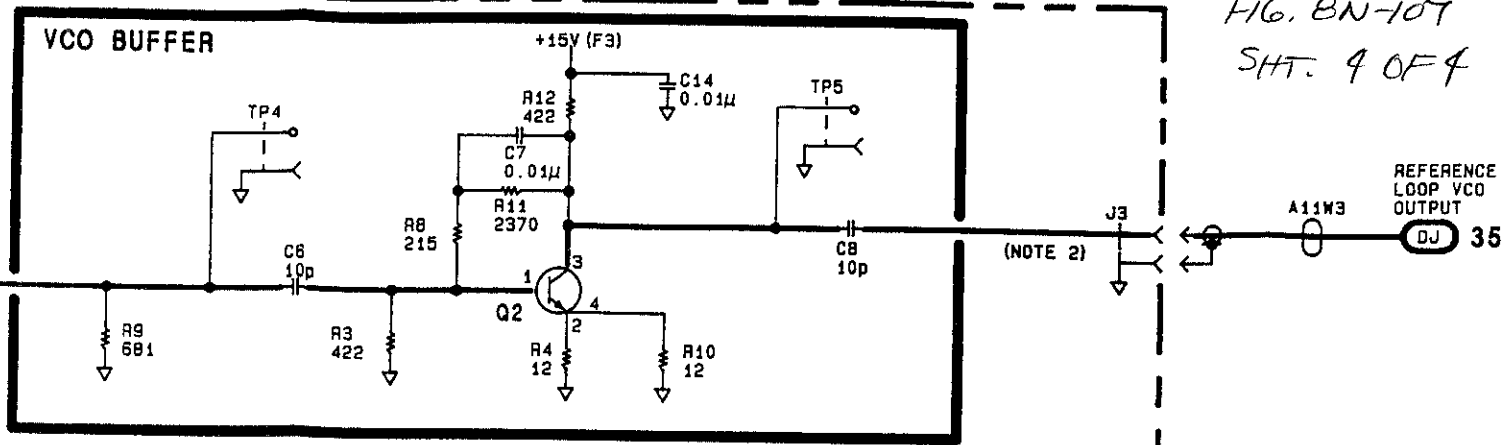 FIG. 8N-107
SHT. 4 OF 4
VCO BUFFER
+15V (F3)
C14
0.01µ
R12
422
TP4
TP5
C7
0.01µ
R11
2370
R8
215
C6
10p
C8
10p
1
3
Q2
4
2
R9
681
R3
422
R4
12
R10
12
(NOTE 2)
J3
A11W3
REFERENCE
LOOP VCO
OUTPUT
DJ 35